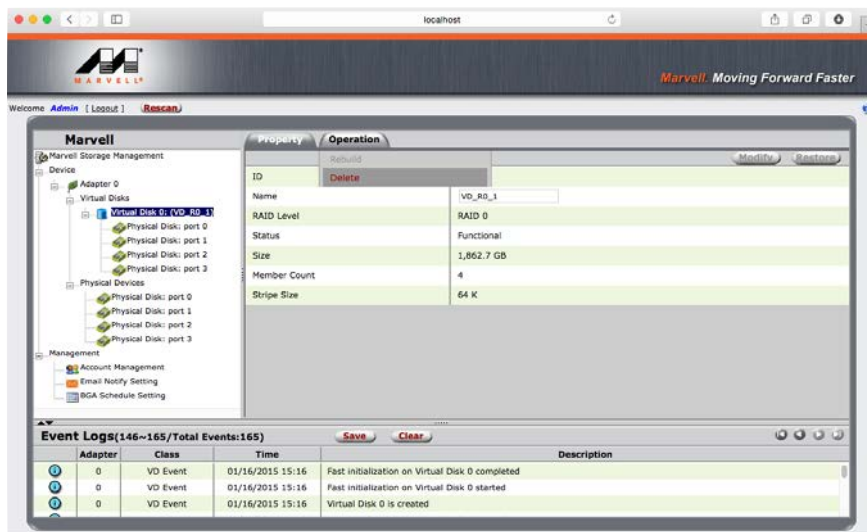 localhost
MARVELL®
Marvell. Moving Forward Faster
Welcome Admin [ Logout ] Rescan
Marvell
Marvell Storage Management
Device
Adapter 0
Virtual Disks
Virtual Disk 0: (VD_R0_1)
Physical Disk: port 0
Physical Disk: port 1
Physical Disk: port 2
Physical Disk: port 3
Physical Devices
Physical Disk: port 0
Physical Disk: port 1
Physical Disk: port 2
Physical Disk: port 3
Management
Account Management
Email Notify Setting
BGA Schedule Setting
Property Operation
Rebuild
Delete
Modify Restore
ID
Name VD_R0_1
RAID Level RAID 0
Status Functional
Size 1,862.7 GB
Member Count 4
Stripe Size 64 K
Event Logs(146~165/Total Events:165) Save Clear
Adapter Class Time Description
0 VD Event 01/16/2015 15:16 Fast initialization on Virtual Disk 0 completed
0 VD Event 01/16/2015 15:16 Fast initialization on Virtual Disk 0 started
0 VD Event 01/16/2015 15:16 Virtual Disk 0 is created